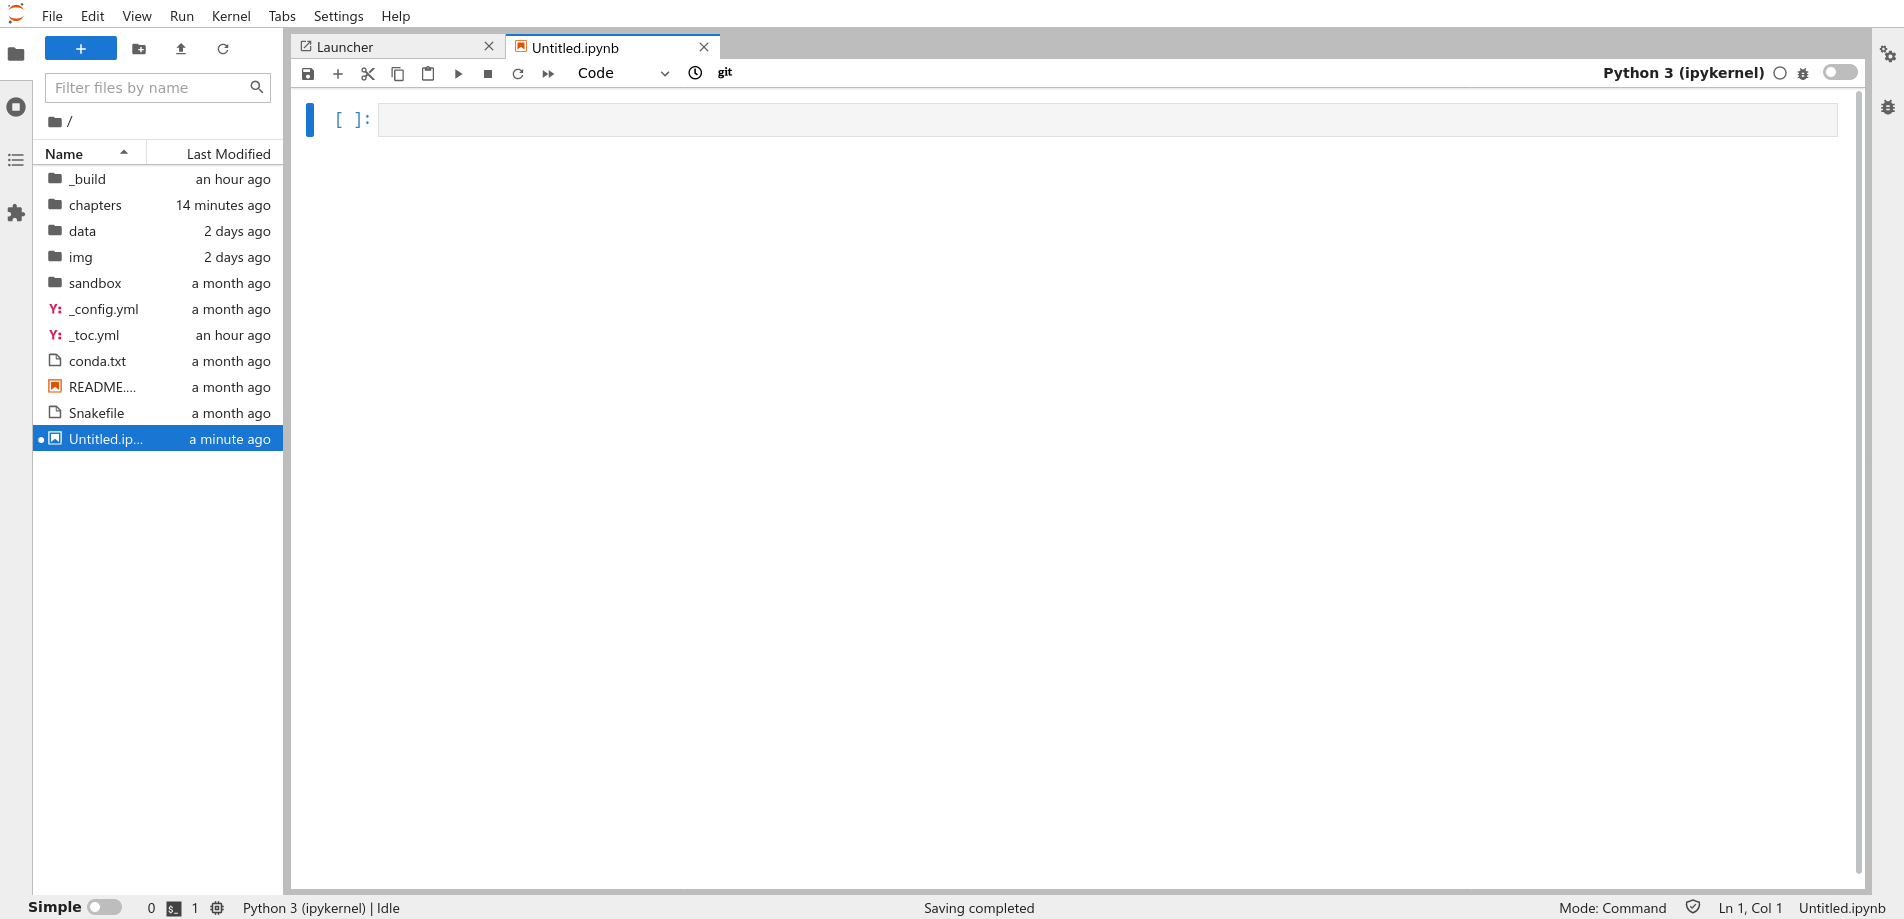 File Edit View Run Kernel Tabs Settings Help
+
Filter files by name
/
Name Last Modified
_build an hour ago
chapters 14 minutes ago
data 2 days ago
img 2 days ago
sandbox a month ago
Y: _config.yml a month ago
Y: _toc.yml an hour ago
conda.txt a month ago
README.... a month ago
Snakefile a month ago
Untitled.ip... a minute ago
Launcher Untitled.ipynb
Code git Python 3 (ipykernel)
[ ]:
Simple 0 $_ 1 Python 3 (ipykernel) | Idle Saving completed Mode: Command Ln 1, Col 1 Untitled.ipynb